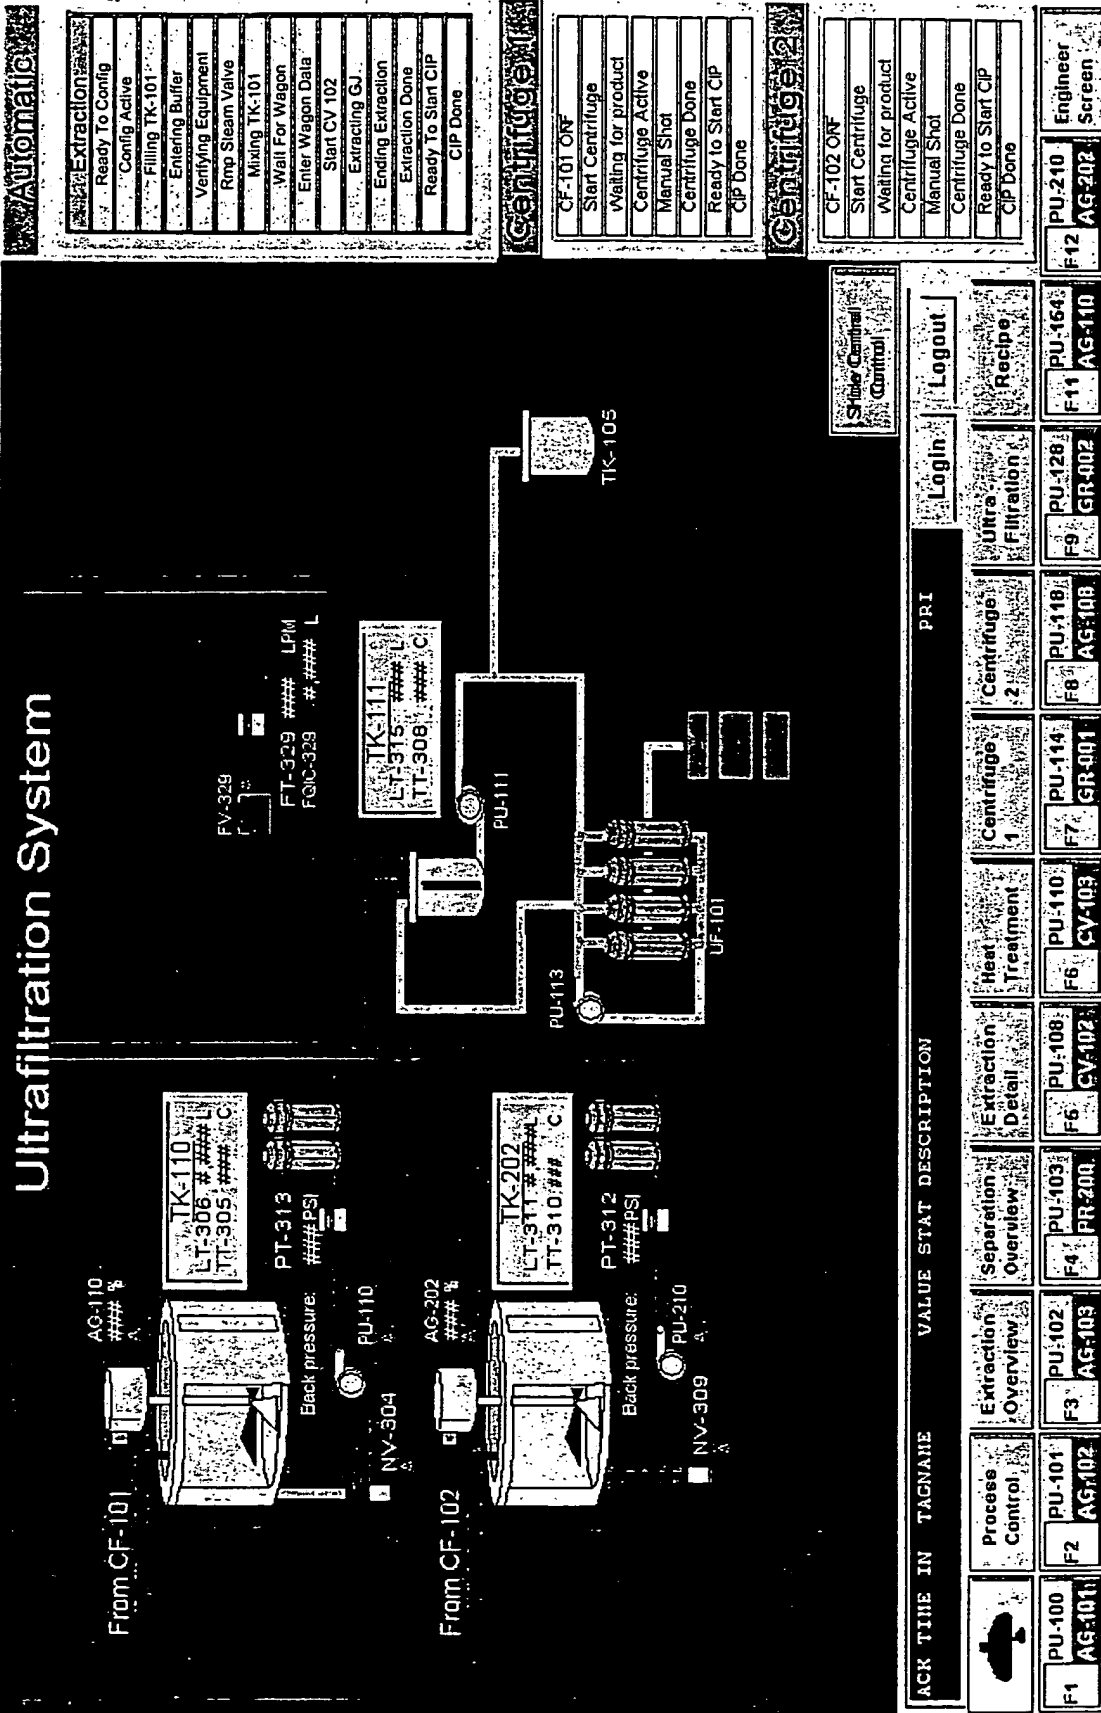 Ultrafiltration System
From CF-101
AG-110
#### %
A
TK-110
LT-306 #,### L
TT-305 ### C
PT-313
###PSI
Back pressure:
PU-110
A
NV-304
A
From CF-102
AG-202
#### %
A
TK-202
LT-311 #,###L
TT-310 ### C
PT-312
###PSI
Back pressure:
PU-210
A
NV-309
A
FV-329
FT-329 #### LPM
FQIC-329 #,#### L
TK-111
LT-315 ### L
TT-308 ### C
PU-111
PU-113
UF-101
TK-105
Automatic
Extraction
Ready To Config
Config Active
Filling TK-101
Entering Buffer
Verifying Equipment
Rmp Steam Valve
Mixing TK-101
Wait For Wagon
Enter Wagon Data
Start CV 102
Extracting GJ
Ending Extraction
Extraction Done
Ready To Start CIP
CIP Done
Centrifuge 1
CF-101 Off
Start Centrifuge
Waiting for product
Centrifuge Active
Manual Shot
Centrifuge Done
Ready to Start CIP
CIP Done
Centrifuge 2
CF-102 Off
Start Centrifuge
Waiting for product
Centrifuge Active
Manual Shot
Centrifuge Done
Ready to Start CIP
CIP Done
Control
ACK TIME IN TAGNAME VALUE STAT DESCRIPTION PRI
Login
Logout
Process Control
Extraction Overview
Separation Overview
Extraction Detail
Heat Treatment
Centrifuge 1
Centrifuge 2
Ultra - Filtration
Recipe
F1 PU-100 AG-101
F2 PU-101 AG-102
F3 PU-102 AG-103
F4 PU-103 PR-200
F5 PU-108 CV-102
F6 PU-110 CV-103
F7 PU-114 GR-001
F8 PU-118 AG-108
F9 PU-128 GR-002
F11 PU-164 AG-110
F12 PU-210 AG-202
Engineer Screen